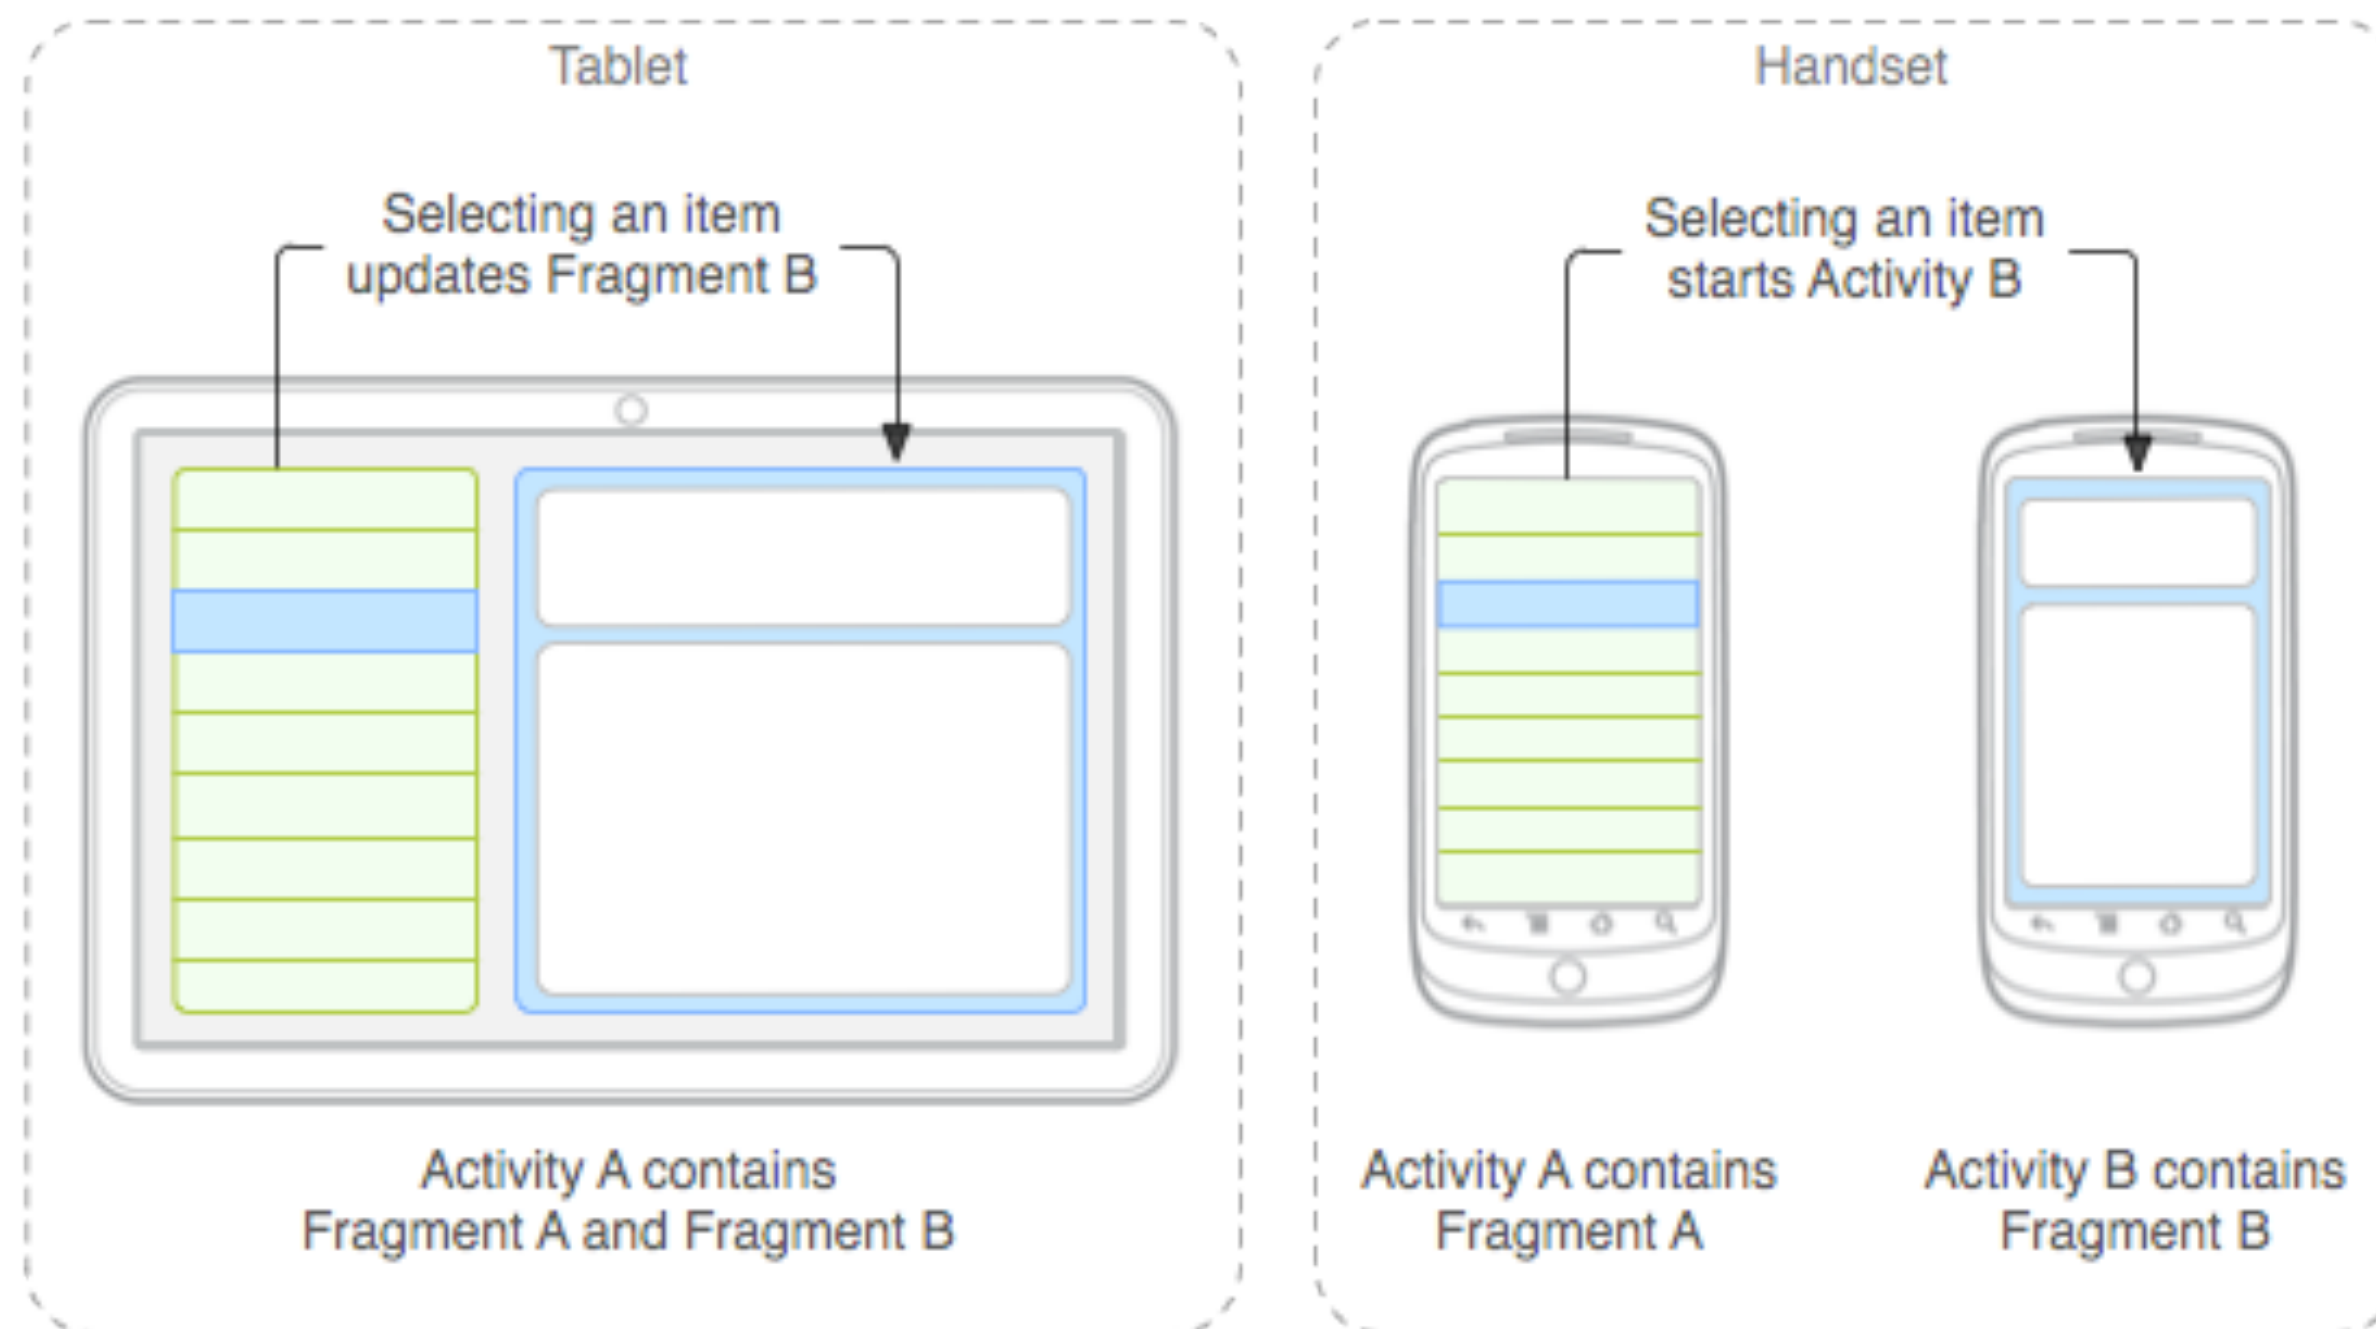 Tablet
Selecting an item
updates Fragment B
Activity A contains
Fragment A and Fragment B
Handset
Selecting an item
starts Activity B
Activity A contains
Fragment A
Activity B contains
Fragment B